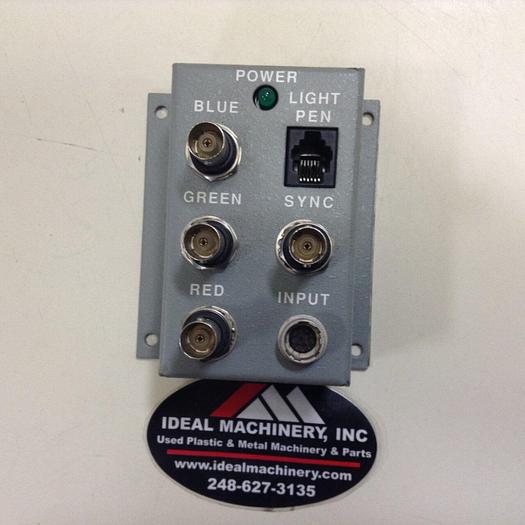 POWER
BLUE
LIGHT
PEN
GREEN
SYNC
RED
INPUT
IDEAL MACHINERY, INC
Used Plastic & Metal Machinery & Parts
www.idealmachinery.com
248-627-3135